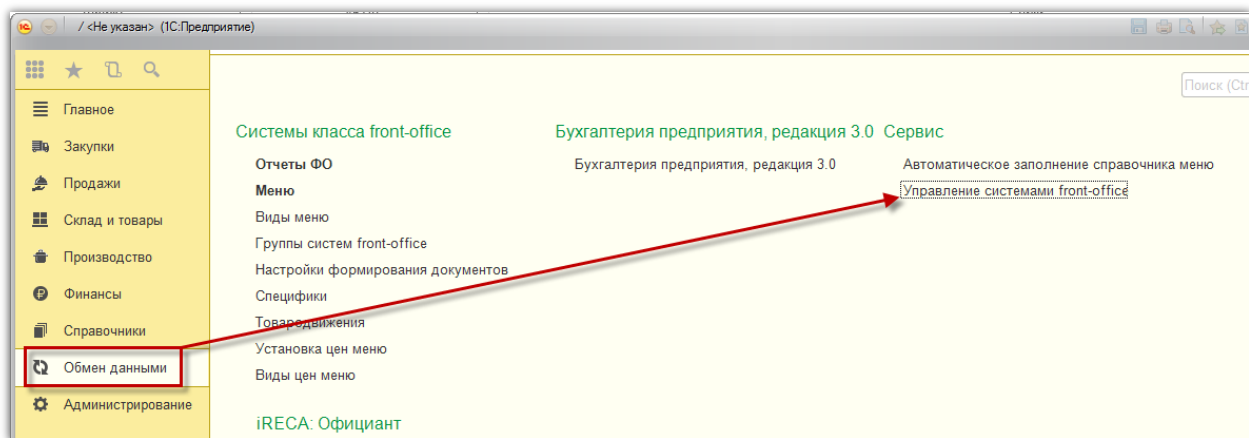 / <Не указан> (1С:Предприятие)
Поиск (Ctr
Главное
Закупки
Продажи
Склад и товары
Производство
Финансы
Справочники
Обмен данными
Администрирование
Системы класса front-office
Отчеты ФО
Меню
Виды меню
Группы систем front-office
Настройки формирования документов
Специфики
Товародвижения
Установка цен меню
Виды цен меню
iRECA: Официант
Бухгалтерия предприятия, редакция 3.0
Бухгалтерия предприятия, редакция 3.0
Сервис
Автоматическое заполнение справочника меню
Управление системами front-office